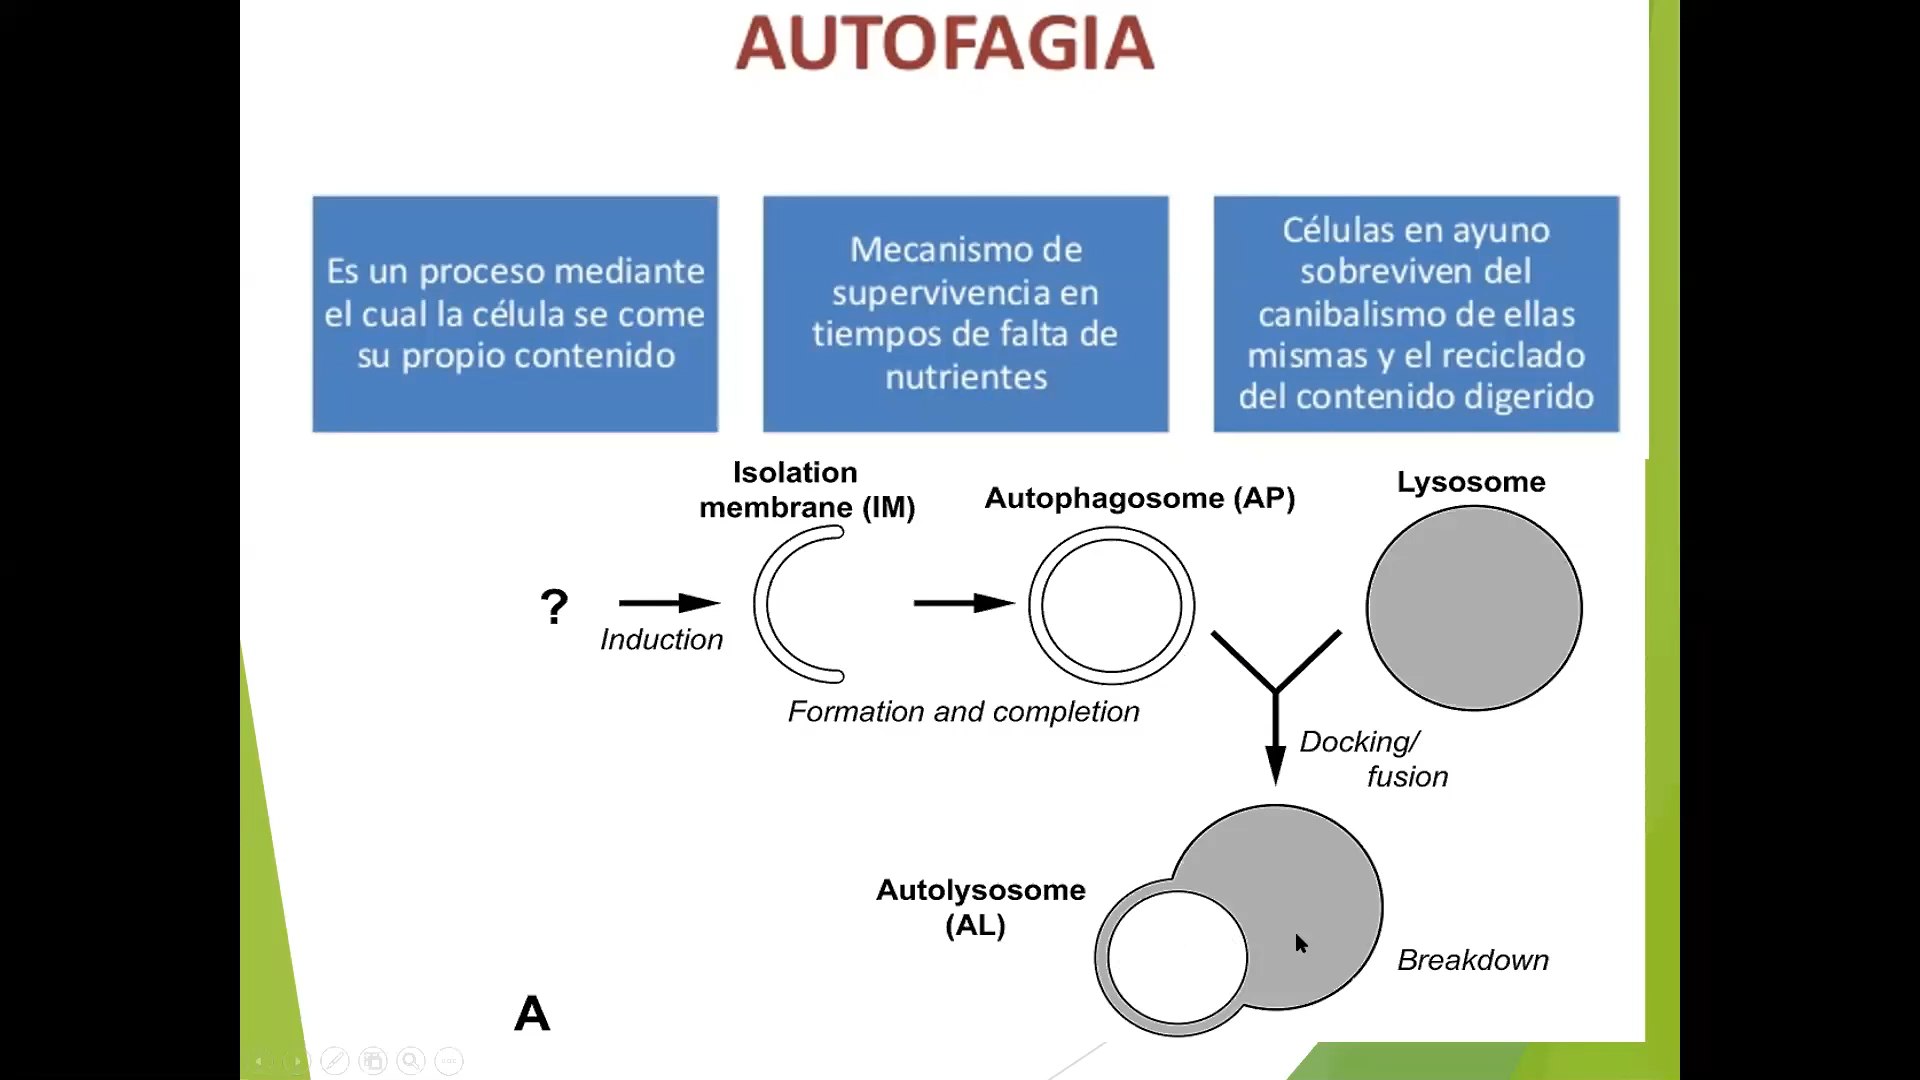 AUTOFAGIA
Es un proceso mediante
el cual la célula se come
su propio contenido
Mecanismo de
supervivencia en
tiempos de falta de
nutrientes
Células en ayuno
sobreviven del
canibalismo de ellas
mismas y el reciclado
del contenido digerido
Isolation
membrane (IM)
Autophagosome (AP)
Lysosome
?
Induction
Formation and completion
Docking/
fusion
Autolysosome
(AL)
Breakdown
A